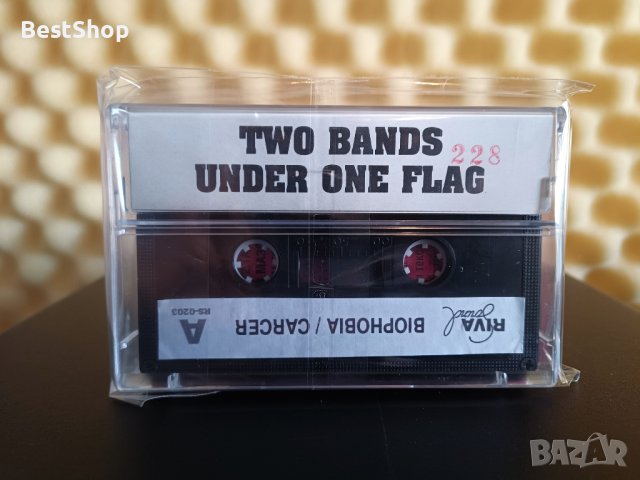 BestShop
TWO BANDS
228
UNDER ONE FLAG
RIVA
Sound
BIOPHOBIA / CARCER
A
RS-0203
BAZAR